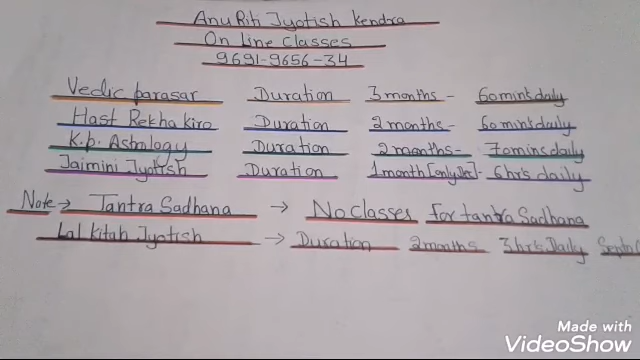 Anu Riti Jyotish Kendra
On Line Classes
9691-9656-34
Vedic parasar Duration 3 months - 60 mints daily
Hast Rekha kiro Duration 2 months - 60 mints daily
K.p. Astrology Duration 2 months - 70 mins daily
Jaimini Jyotish Duration 1 month [only Dec] - 6 hrs daily
Note → Tantra Sadhana → No Classes for tantra Sadhana
Lal Kitab Jyotish → Duration 2 months 3 hrs Daily
Made with
VideoShow